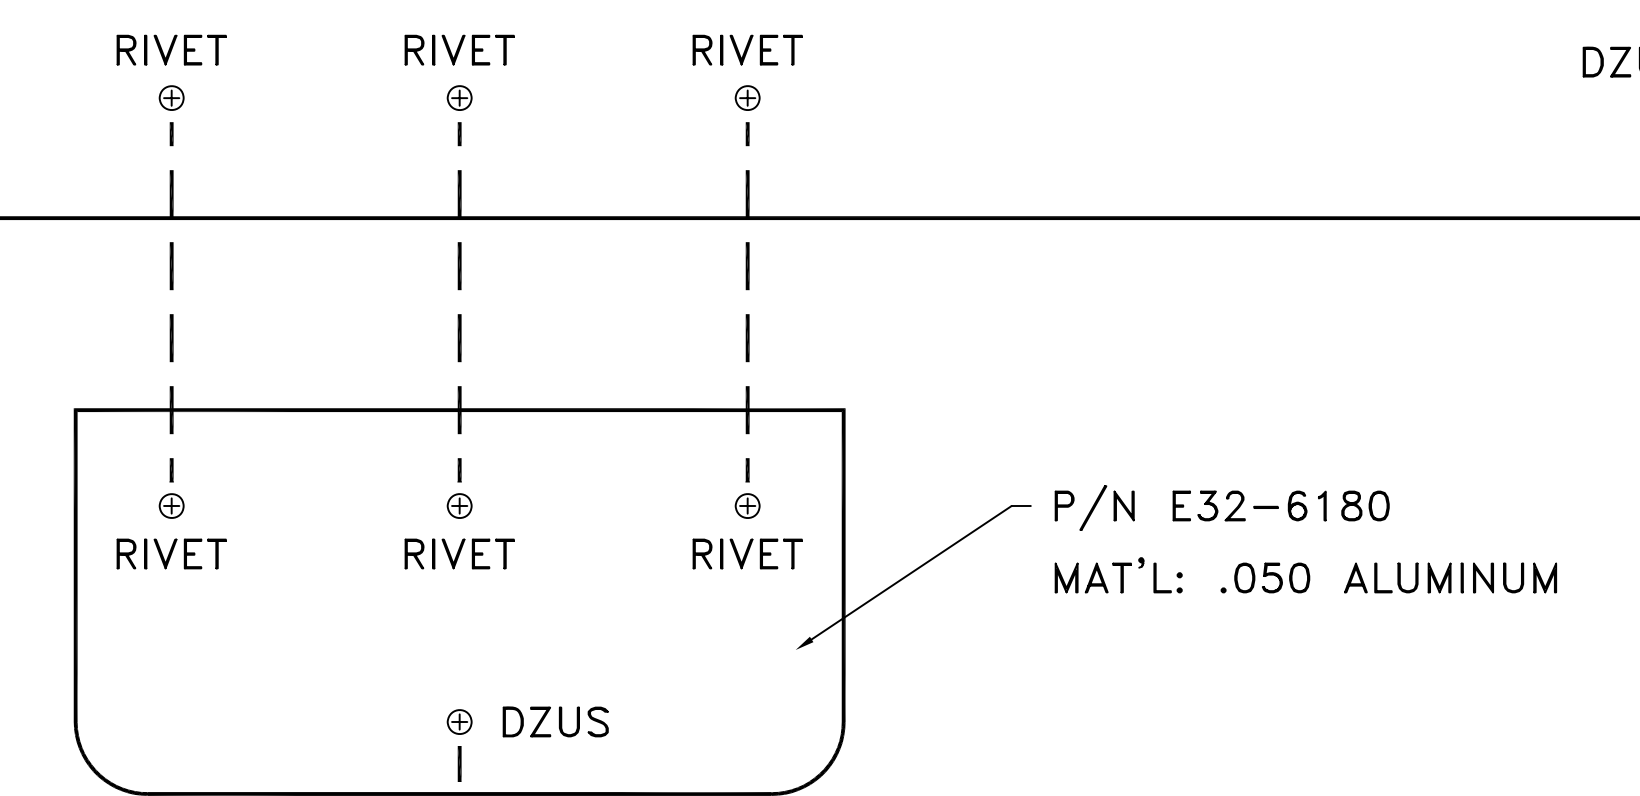 RIVET RIVET RIVET
RIVET RIVET RIVET
P/N E32-6180
MAT'L: .050 ALUMINUM
DZUS